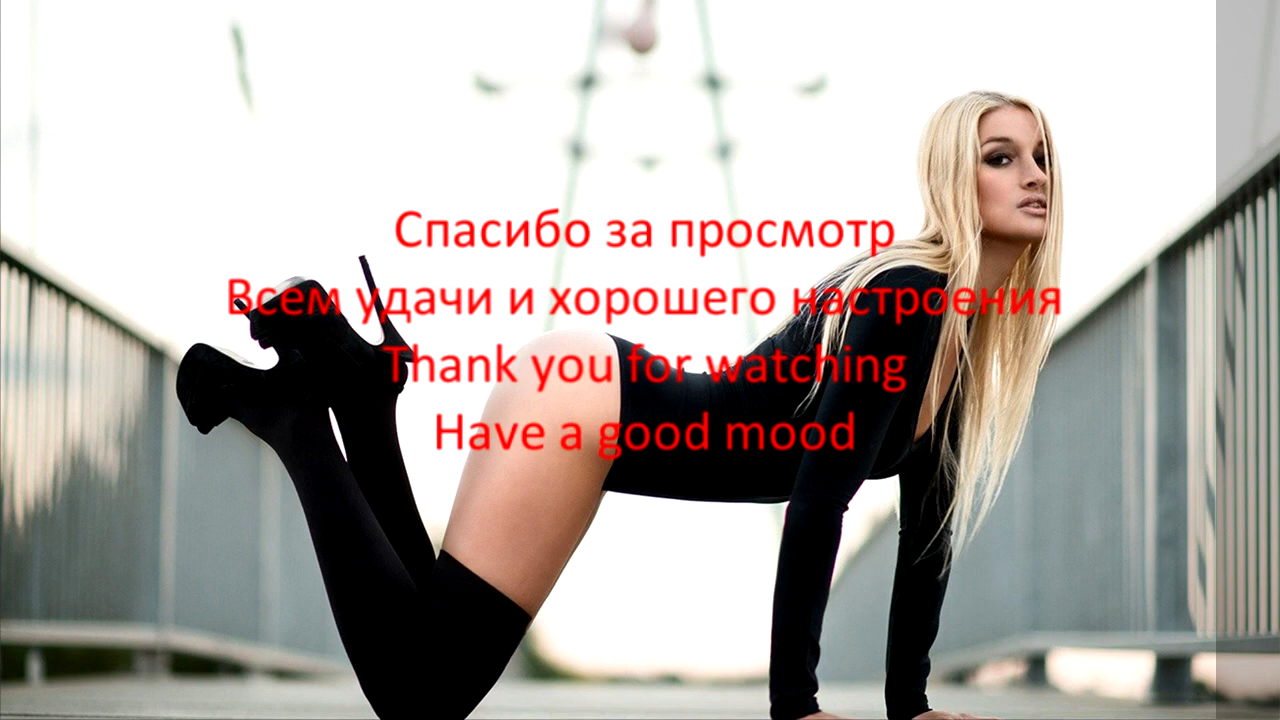 Спасибо за просмотр
Всем удачи и хорошего настроения
Thank you for watching
Have a good mood